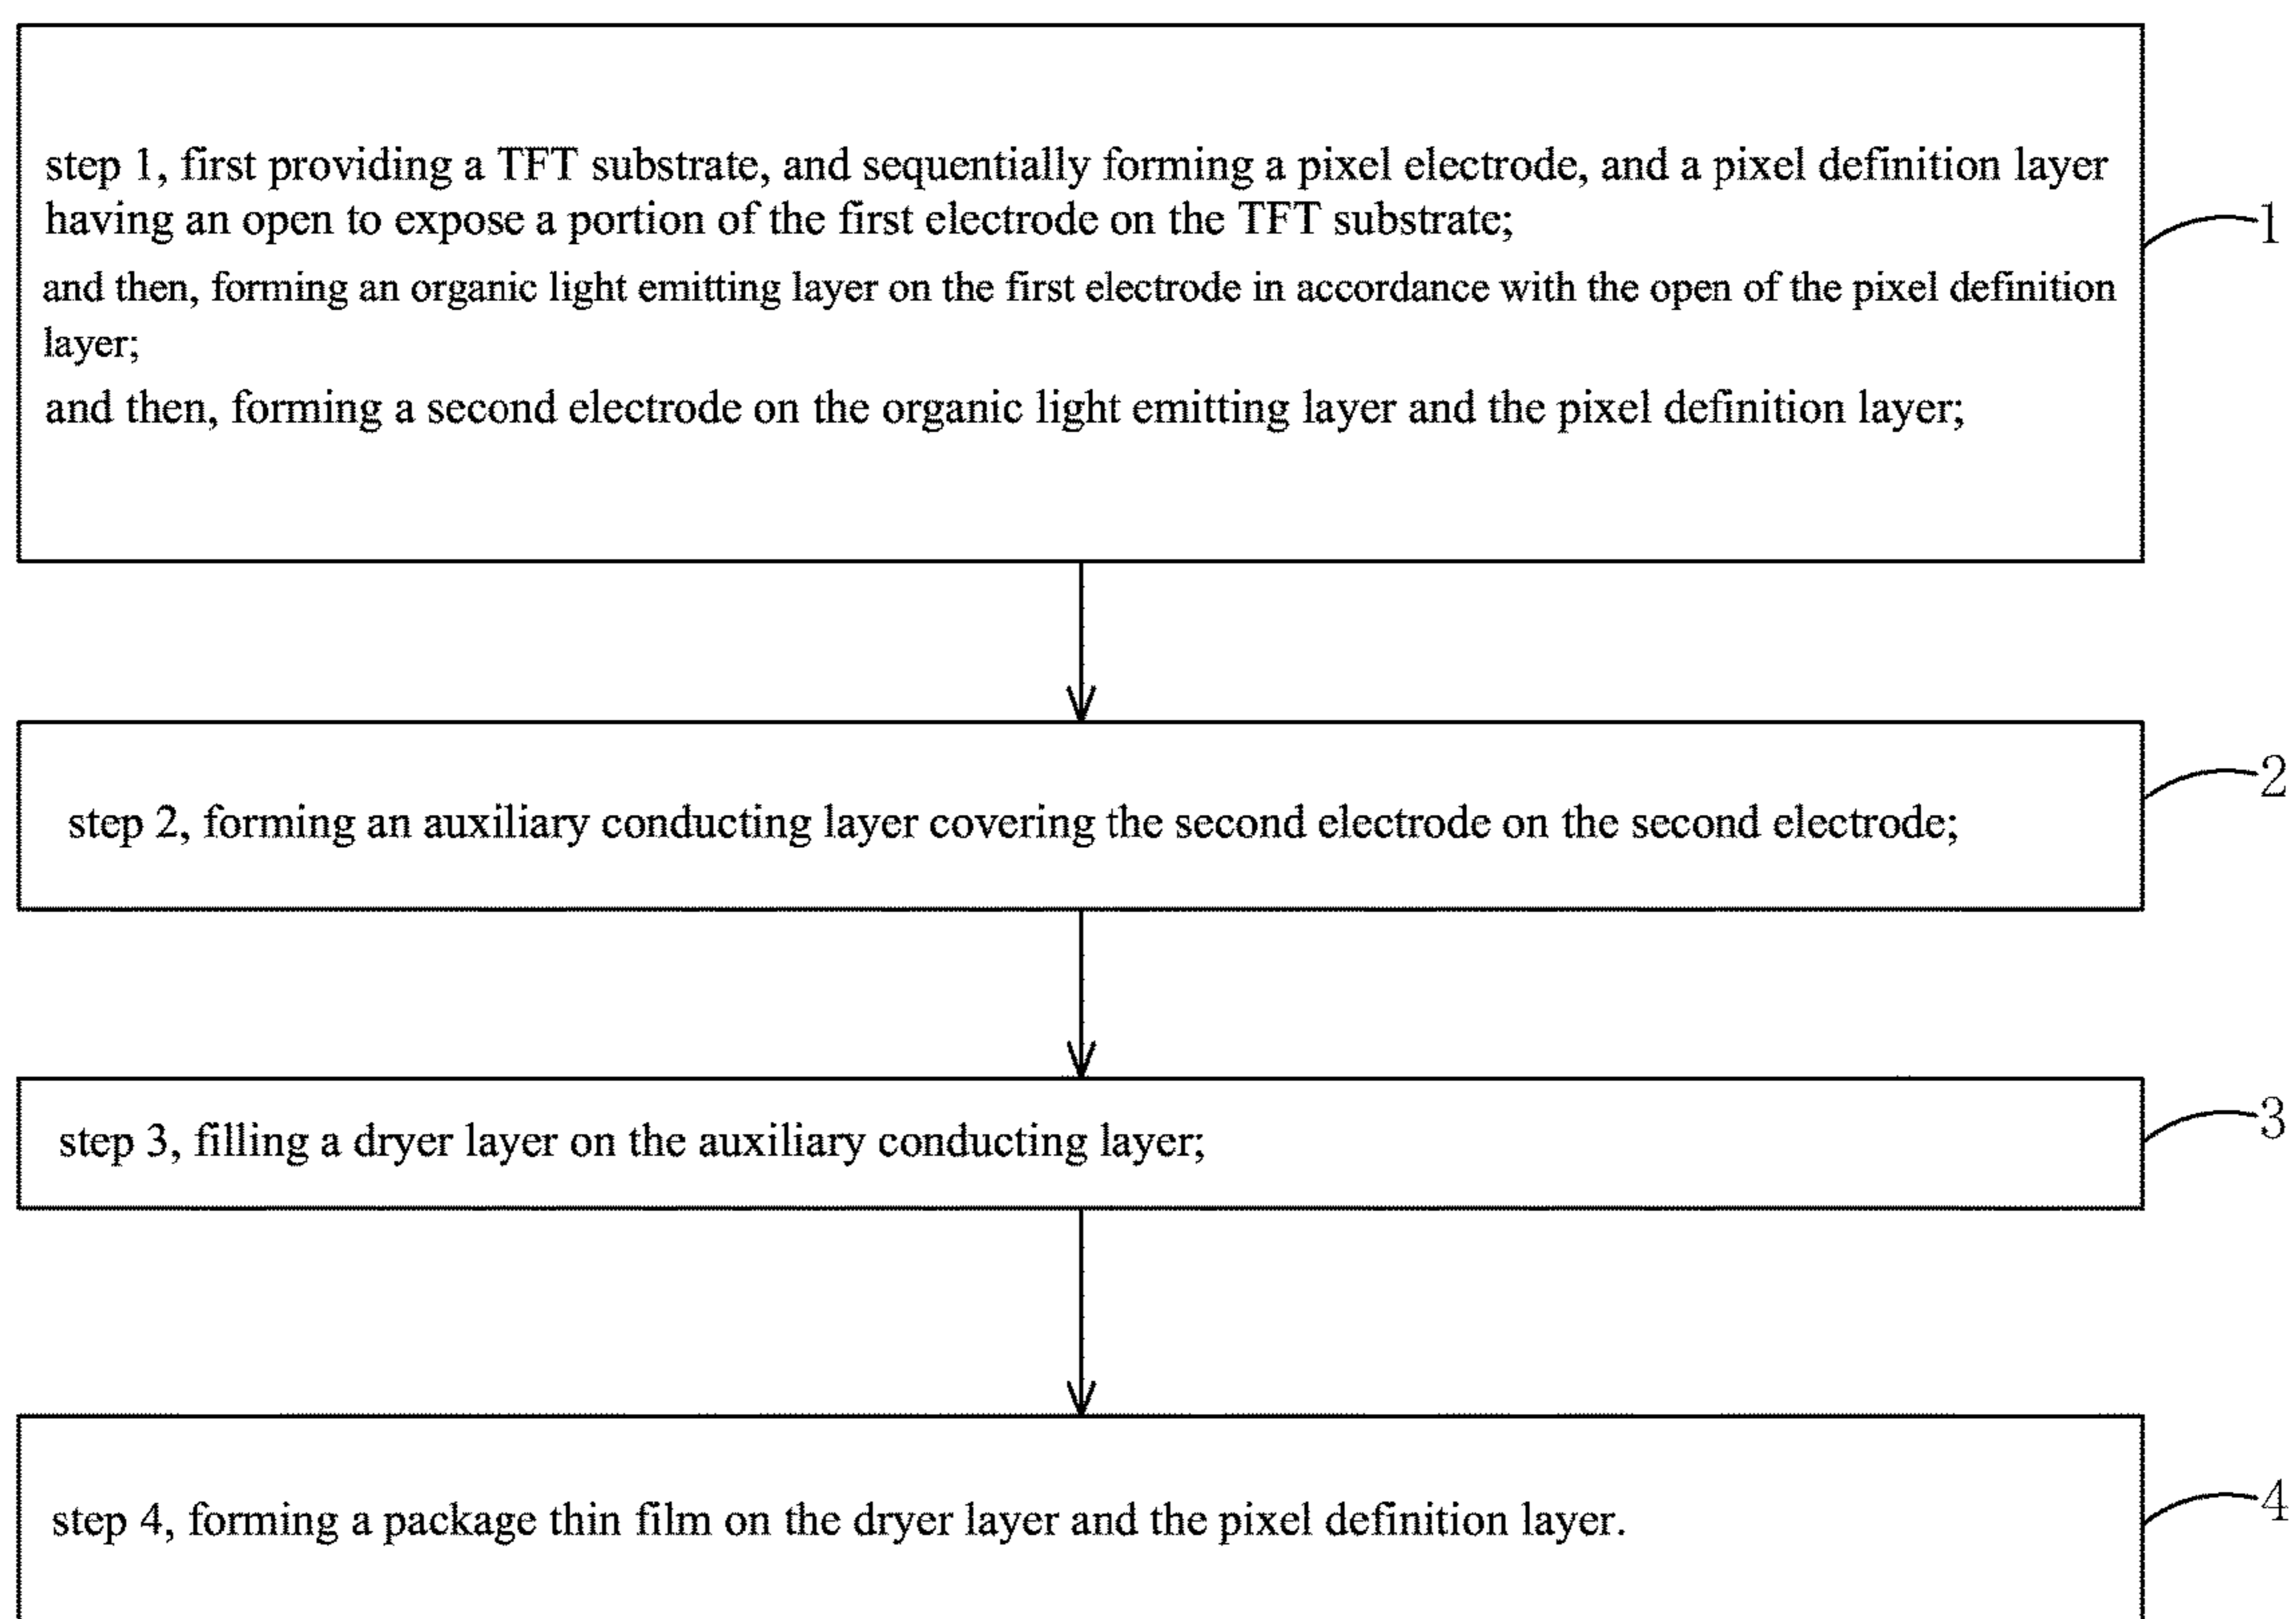 step 1, first providing a TFT substrate, and sequentially forming a pixel electrode, and a pixel definition layer
having an open to expose a portion of the first electrode on the TFT substrate;
1
and then, forming an organic light emitting layer on the first electrode in accordance with the open of the pixel definition
layer;
and then, forming a second electrode on the organic light emitting layer and the pixel definition layer;
step 2, forming an auxiliary conducting layer covering the second electrode on the second electrode;
2
step 3, filling a dryer layer on the auxiliary conducting layer;
3
step 4, forming a package thin film on the dryer layer and the pixel definition layer.
4